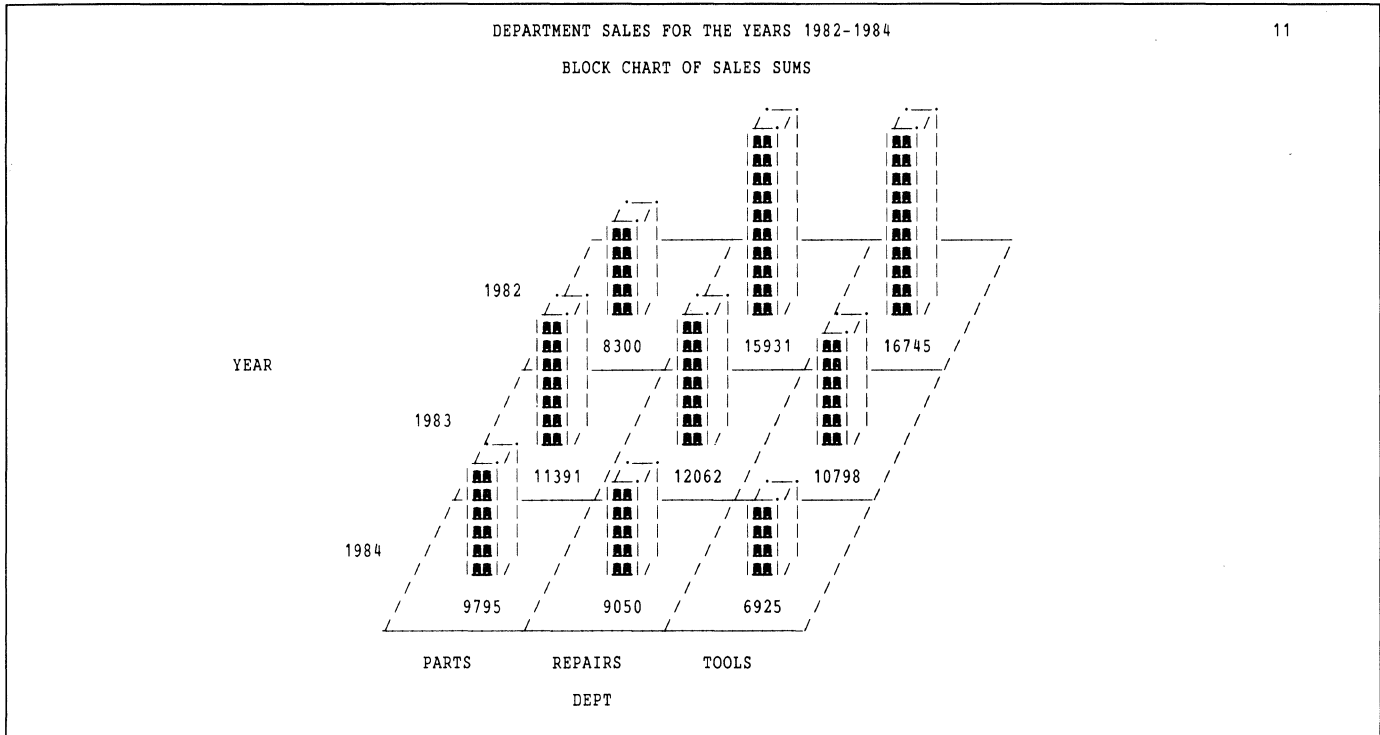 DEPARTMENT SALES FOR THE YEARS 1982-1984 11
BLOCK CHART OF SALES SUMS
1982
8300 15931 16745
YEAR
1983
11391 12062 10798
1984
9795 9050 6925
PARTS REPAIRS TOOLS
DEPT